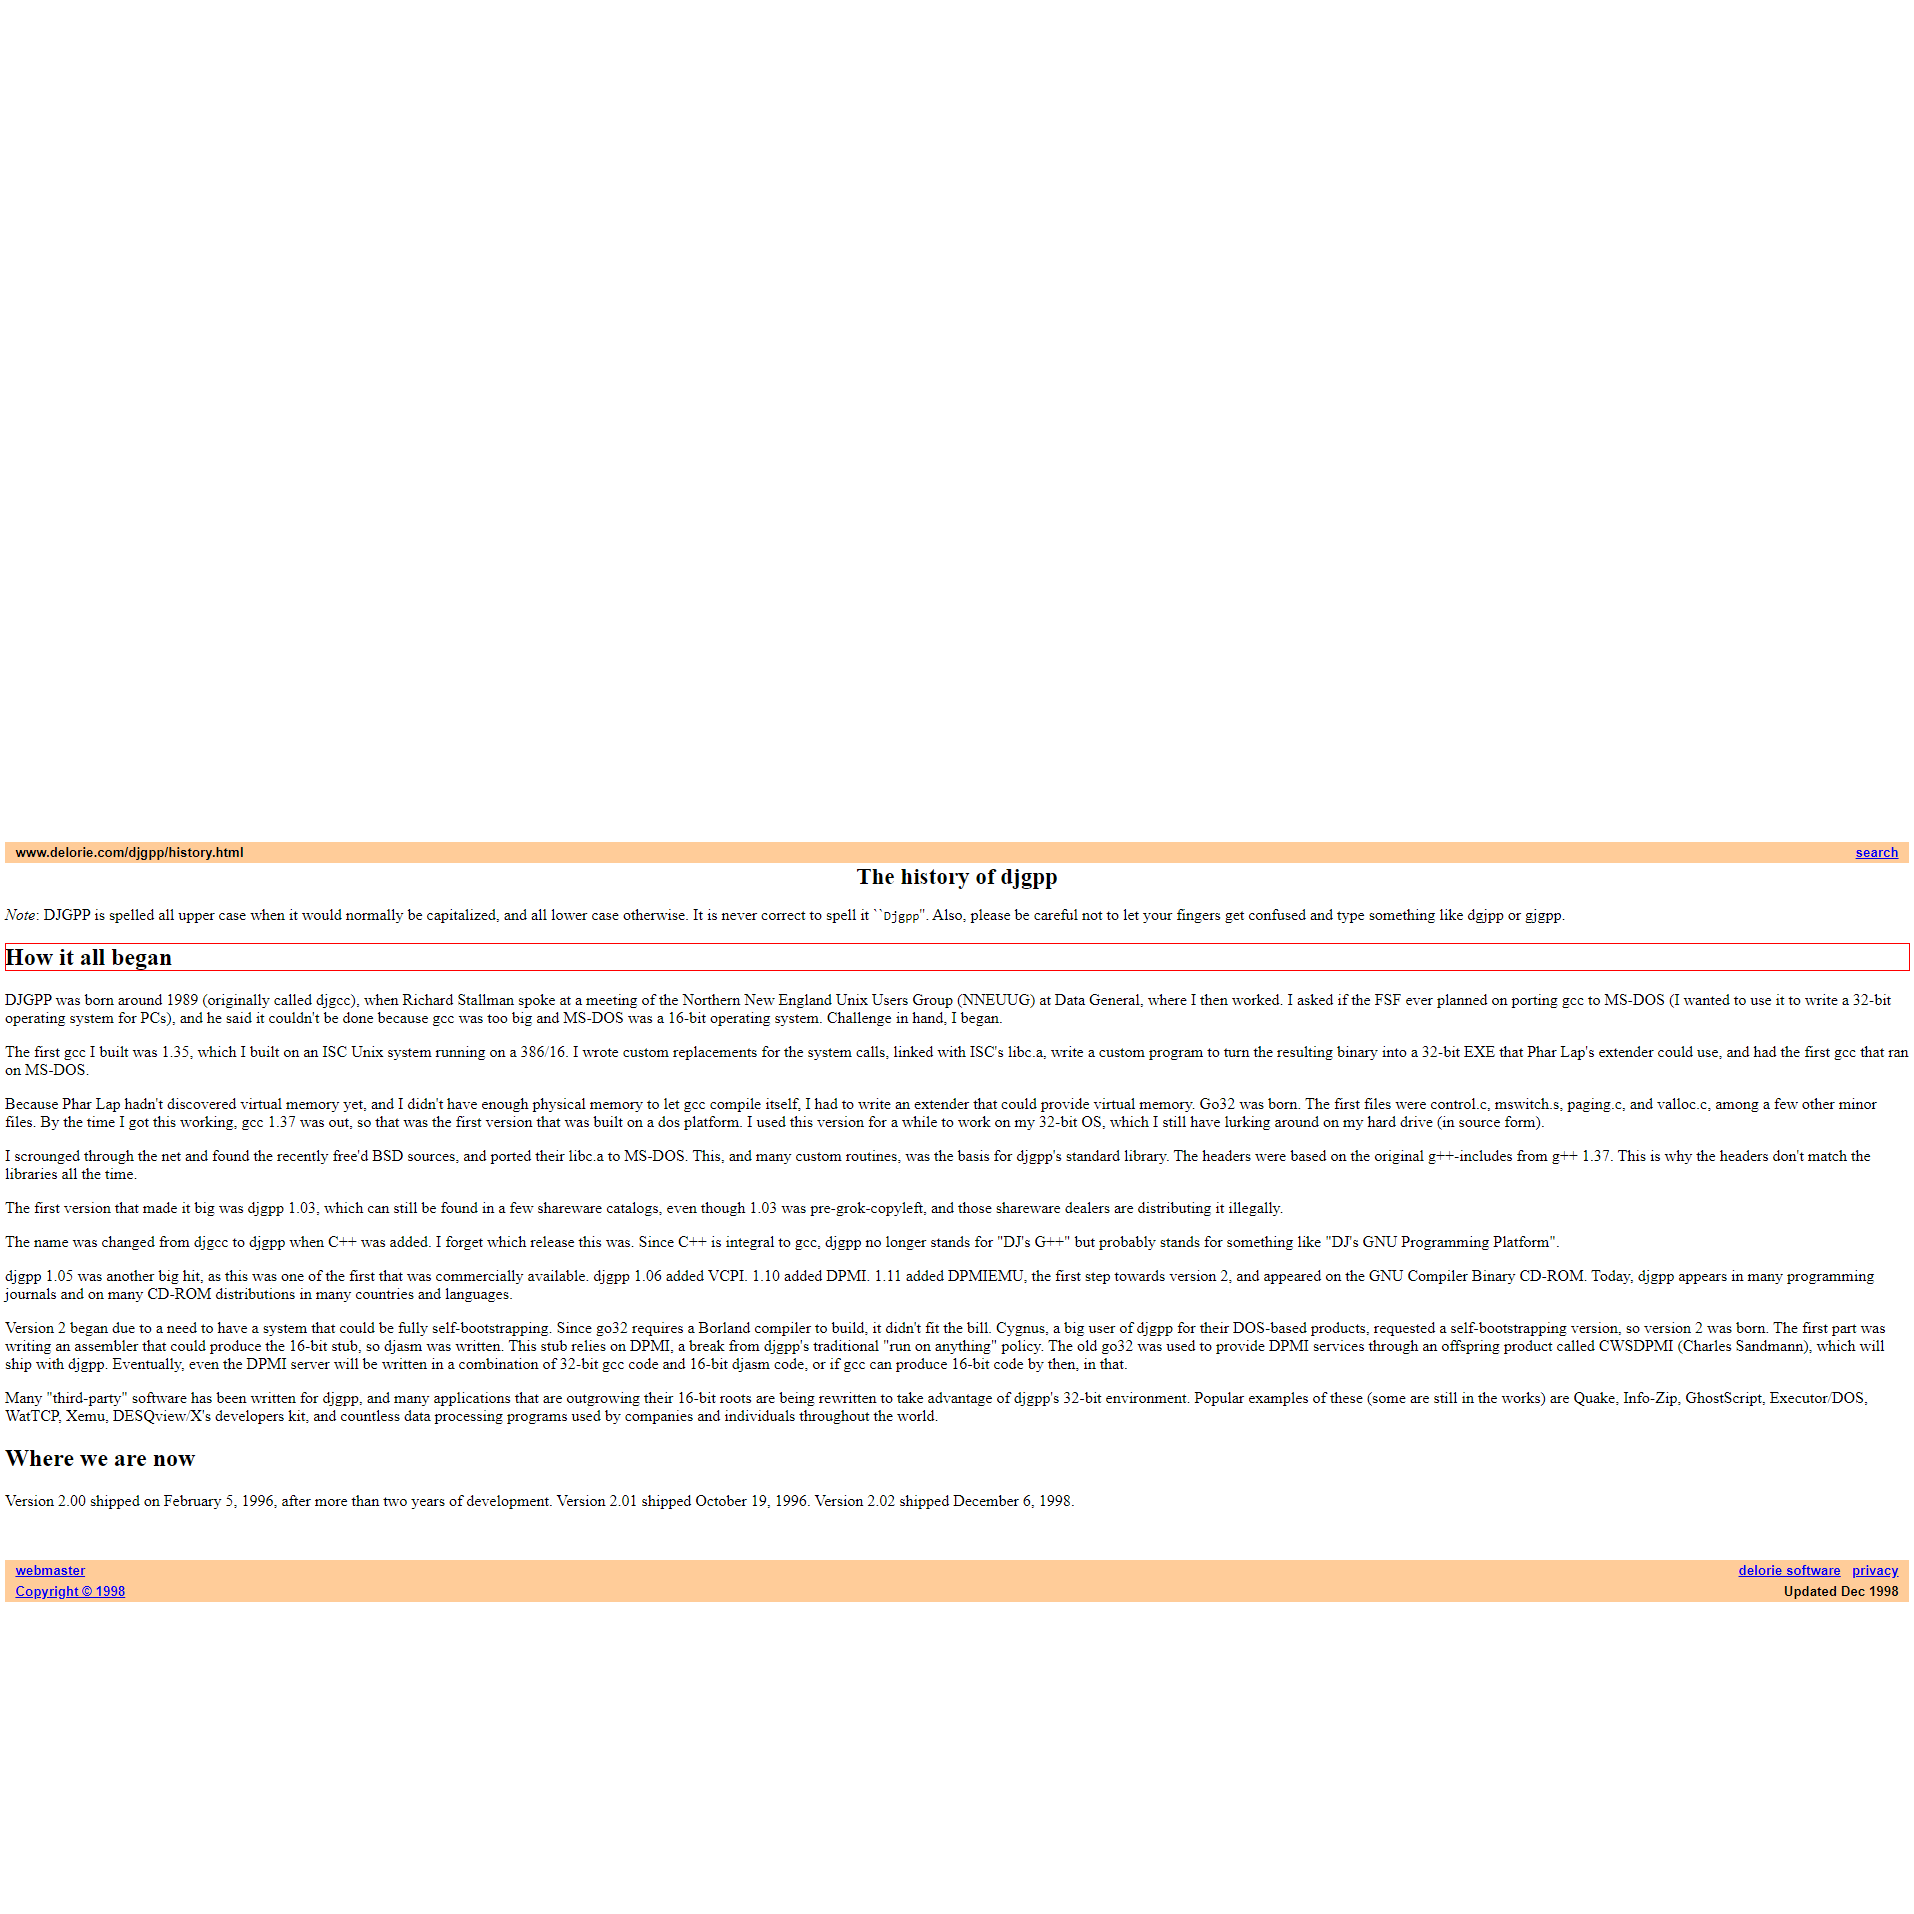 www.delorie.com/djgpp/history.html search
The history of djgpp
Note: DJGPP is spelled all upper case when it would normally be capitalized, and all lower case otherwise. It is never correct to spell it ``Djgpp''. Also, please be careful not to let your fingers get confused and type something like dgjpp or gjgpp.
How it all began
DJGPP was born around 1989 (originally called djgcc), when Richard Stallman spoke at a meeting of the Northern New England Unix Users Group (NNEUUG) at Data General, where I then worked. I asked if the FSF ever planned on porting gcc to MS-DOS (I wanted to use it to write a 32-bit
operating system for PCs), and he said it couldn't be done because gcc was too big and MS-DOS was a 16-bit operating system. Challenge in hand, I began.
The first gcc I built was 1.35, which I built on an ISC Unix system running on a 386/16. I wrote custom replacements for the system calls, linked with ISC's libc.a, write a custom program to turn the resulting binary into a 32-bit EXE that Phar Lap's extender could use, and had the first gcc that ran
on MS-DOS.
Because Phar Lap hadn't discovered virtual memory yet, and I didn't have enough physical memory to let gcc compile itself, I had to write an extender that could provide virtual memory. Go32 was born. The first files were control.c, mswitch.s, paging.c, and valloc.c, among a few other minor
files. By the time I got this working, gcc 1.37 was out, so that was the first version that was built on a dos platform. I used this version for a while to work on my 32-bit OS, which I still have lurking around on my hard drive (in source form).
I scrounged through the net and found the recently free'd BSD sources, and ported their libc.a to MS-DOS. This, and many custom routines, was the basis for djgpp's standard library. The headers were based on the original g++-includes from g++ 1.37. This is why the headers don't match the
libraries all the time.
The first version that made it big was djgpp 1.03, which can still be found in a few shareware catalogs, even though 1.03 was pre-grok-copyleft, and those shareware dealers are distributing it illegally.
The name was changed from djgcc to djgpp when C++ was added. I forget which release this was. Since C++ is integral to gcc, djgpp no longer stands for "DJ's G++" but probably stands for something like "DJ's GNU Programming Platform".
djgpp 1.05 was another big hit, as this was one of the first that was commercially available. djgpp 1.06 added VCPI. 1.10 added DPMI. 1.11 added DPMIEMU, the first step towards version 2, and appeared on the GNU Compiler Binary CD-ROM. Today, djgpp appears in many programming
journals and on many CD-ROM distributions in many countries and languages.
Version 2 began due to a need to have a system that could be fully self-bootstrapping. Since go32 requires a Borland compiler to build, it didn't fit the bill. Cygnus, a big user of djgpp for their DOS-based products, requested a self-bootstrapping version, so version 2 was born. The first part was
writing an assembler that could produce the 16-bit stub, so djasm was written. This stub relies on DPMI, a break from djgpp's traditional "run on anything" policy. The old go32 was used to provide DPMI services through an offspring product called CWSDPMI (Charles Sandmann), which will
ship with djgpp. Eventually, even the DPMI server will be written in a combination of 32-bit gcc code and 16-bit djasm code, or if gcc can produce 16-bit code by then, in that.
Many "third-party" software has been written for djgpp, and many applications that are outgrowing their 16-bit roots are being rewritten to take advantage of djgpp's 32-bit environment. Popular examples of these (some are still in the works) are Quake, Info-Zip, GhostScript, Executor/DOS,
WatTCP, Xemu, DESQview/X's developers kit, and countless data processing programs used by companies and individuals throughout the world.
Where we are now
Version 2.00 shipped on February 5, 1996, after more than two years of development. Version 2.01 shipped October 19, 1996. Version 2.02 shipped December 6, 1998.
webmaster delorie software privacy
Copyright © 1998 Updated Dec 1998